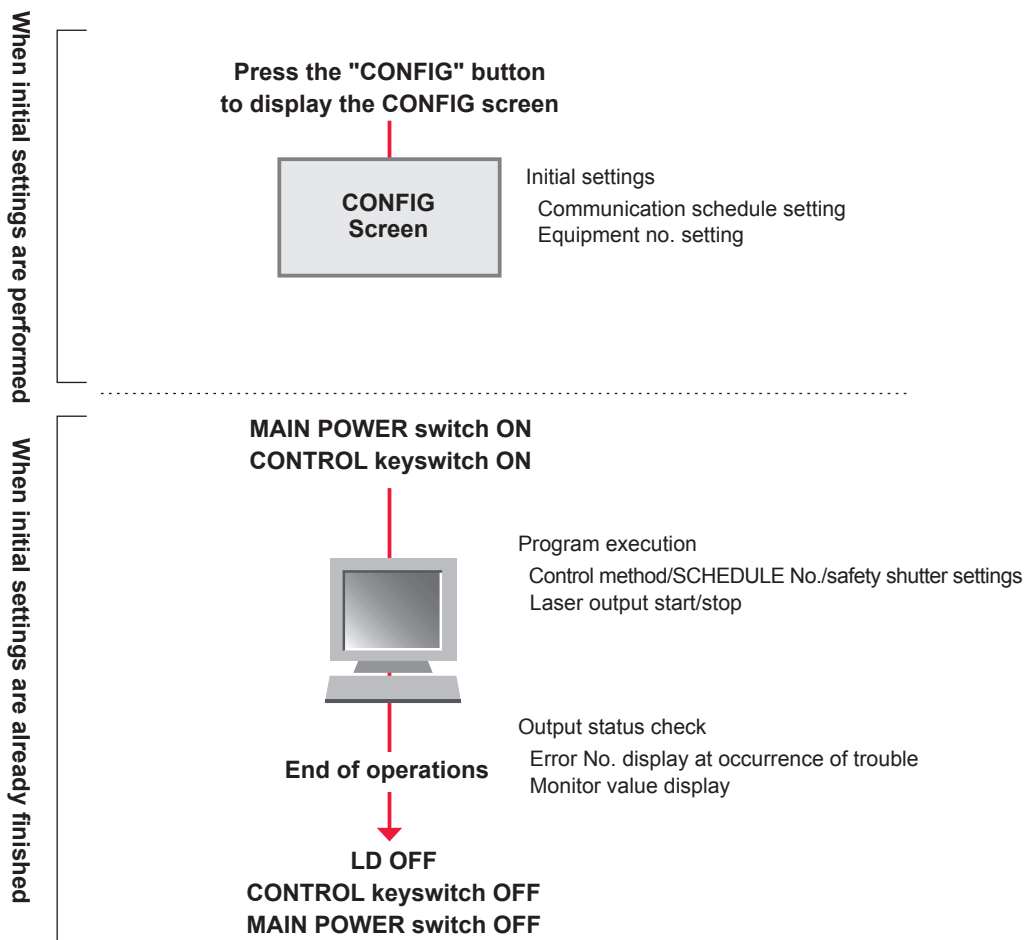 When initial settings are performed
Press the "CONFIG" button
to display the CONFIG screen
CONFIG
Screen
Initial settings
Communication schedule setting
Equipment no. setting
When initial settings are already finished
MAIN POWER switch ON
CONTROL keyswitch ON
Program execution
Control method/SCHEDULE No./safety shutter settings
Laser output start/stop
Output status check
Error No. display at occurrence of trouble
Monitor value display
End of operations
LD OFF
CONTROL keyswitch OFF
MAIN POWER switch OFF